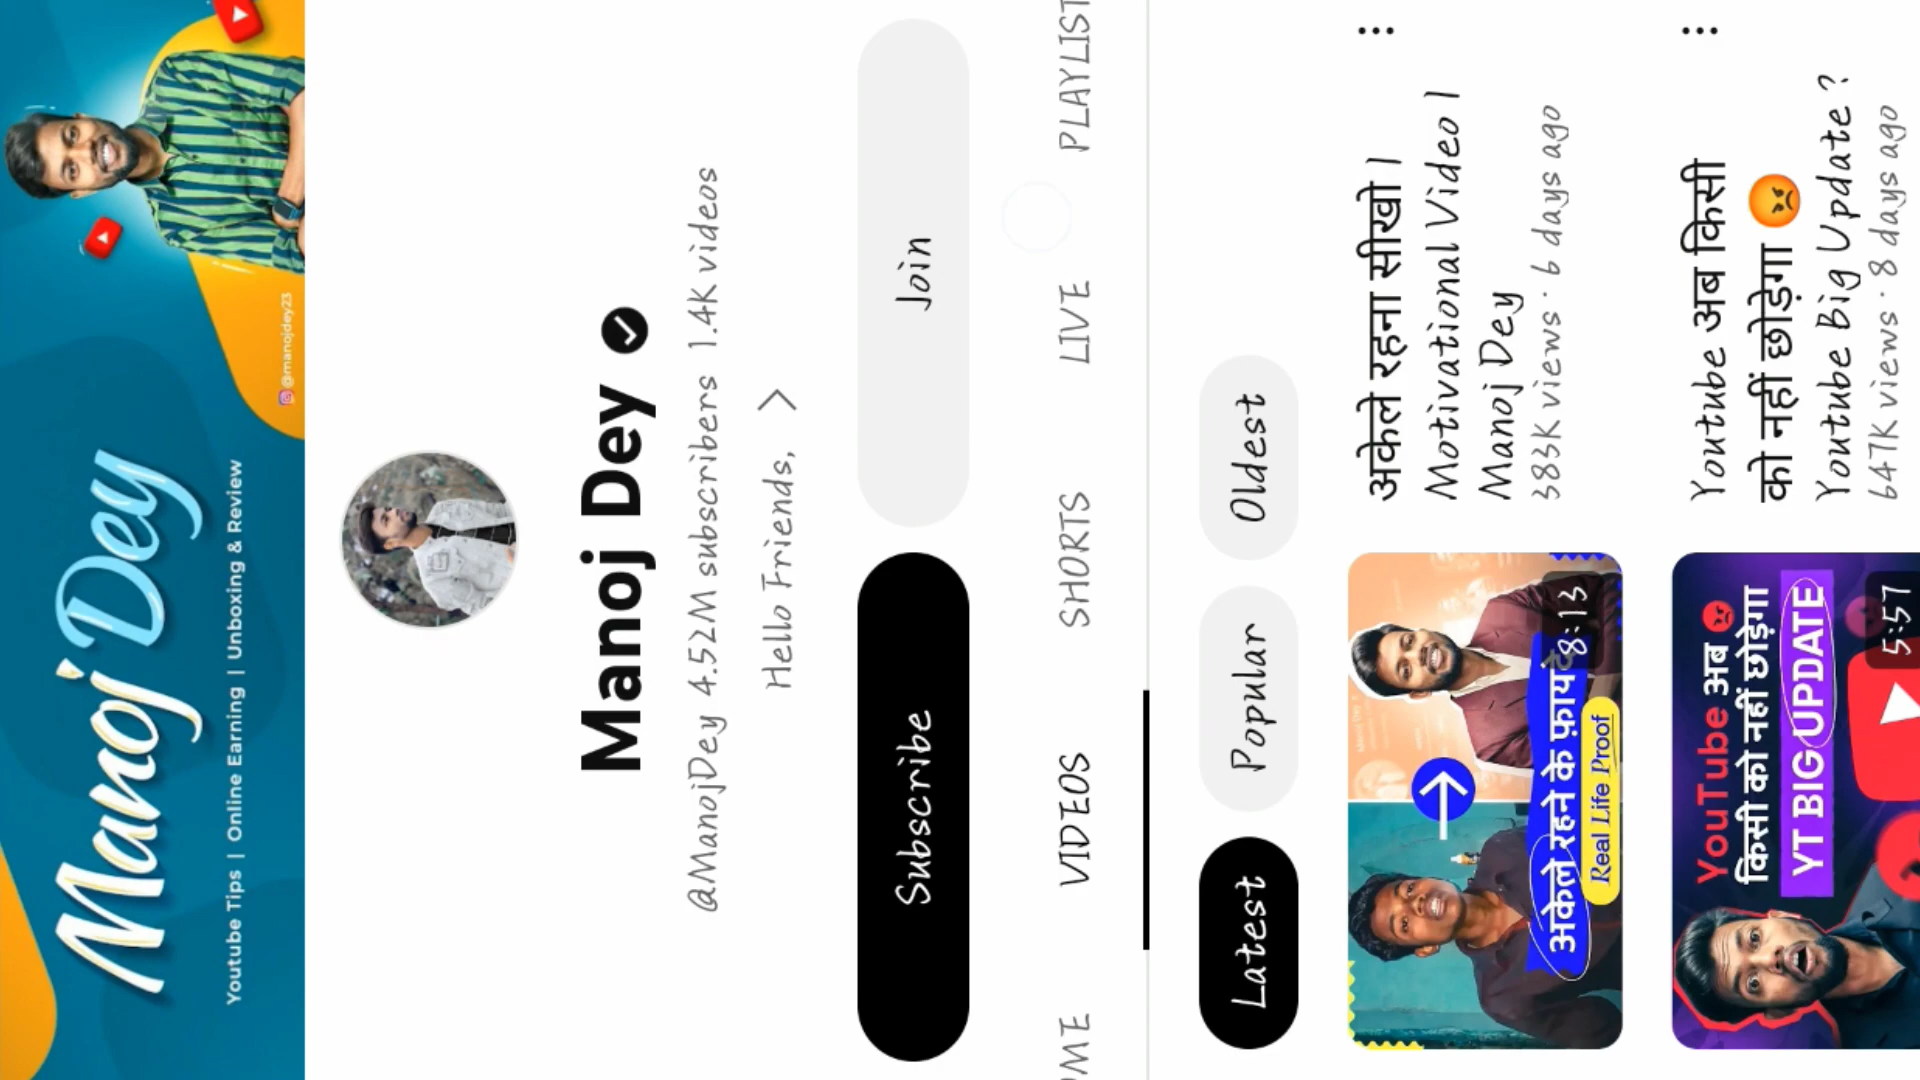 Manoj Dey
Youtube Tips | Online Earning | Unboxing & Review
@manojdey23
Manoj Dey
@ManojDey 4.52M subscribers 1.4K videos
Hello Friends,
Subscribe
Join
VIDEOS
SHORTS
LIVE
PLAYLIST
Latest
Popular
Oldest
अकेले रहने के फ़ायदे
Real Life Proof
8:13
अकेले रहना सीखो |
Motivational Video |
Manoj Dey
383K views · 6 days ago
YouTube अब
किसी को नहीं छोड़ेगा
YT BIG UPDATE
5:57
Youtube अब किसी
को नहीं छोड़ेगा 😡
Youtube Big Update ?
647K views · 8 days ago